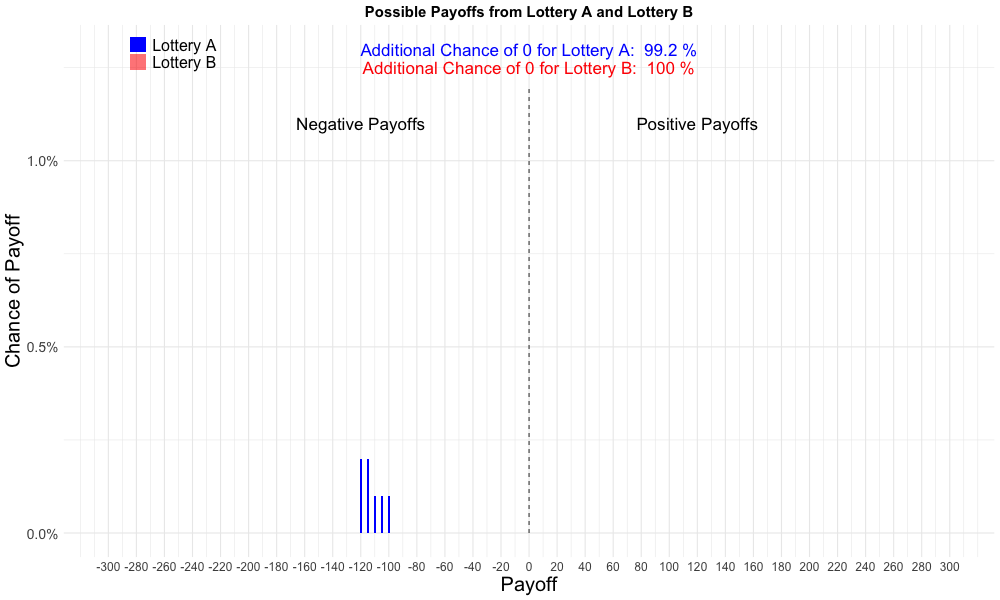 Possible Payoffs from Lottery A and Lottery B
Lottery A
Lottery B
Additional Chance of 0 for Lottery A:  99.2 %
Additional Chance of 0 for Lottery B:  100 %
Negative Payoffs
Positive Payoffs
Chance of Payoff
1.0%
0.5%
0.0%
-300 -280 -260 -240 -220 -200 -180 -160 -140 -120 -100 -80 -60 -40 -20 0 20 40 60 80 100 120 140 160 180 200 220 240 260 280 300
Payoff